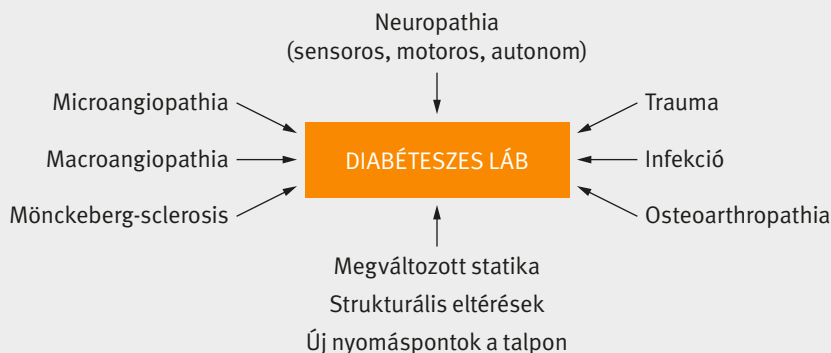 Neuropathia
(sensoros, motoros, autonom)
Microangiopathia
Trauma
Macroangiopathia
DIABÉTESZES LÁB
Infekció
Mönckeberg-sclerosis
Osteoarthropathia
Megváltozott statika
Strukturális eltérések
Új nyomáspontok a talpon